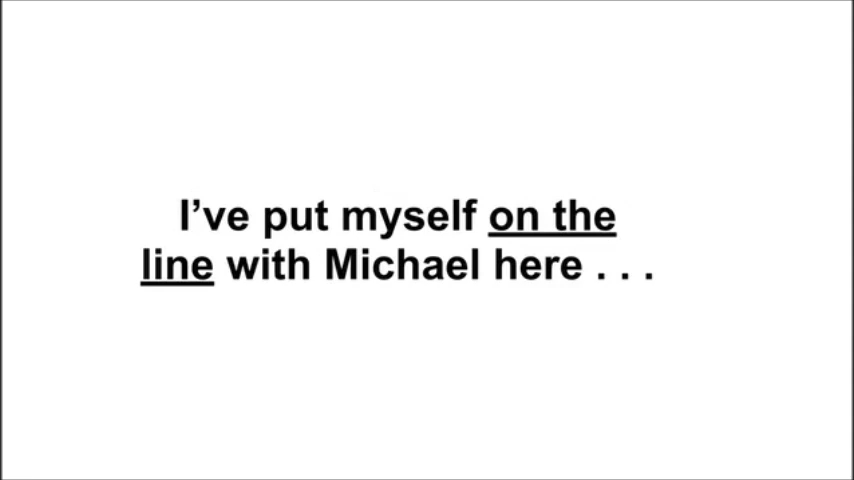 I’ve put myself on the
line with Michael here . . .